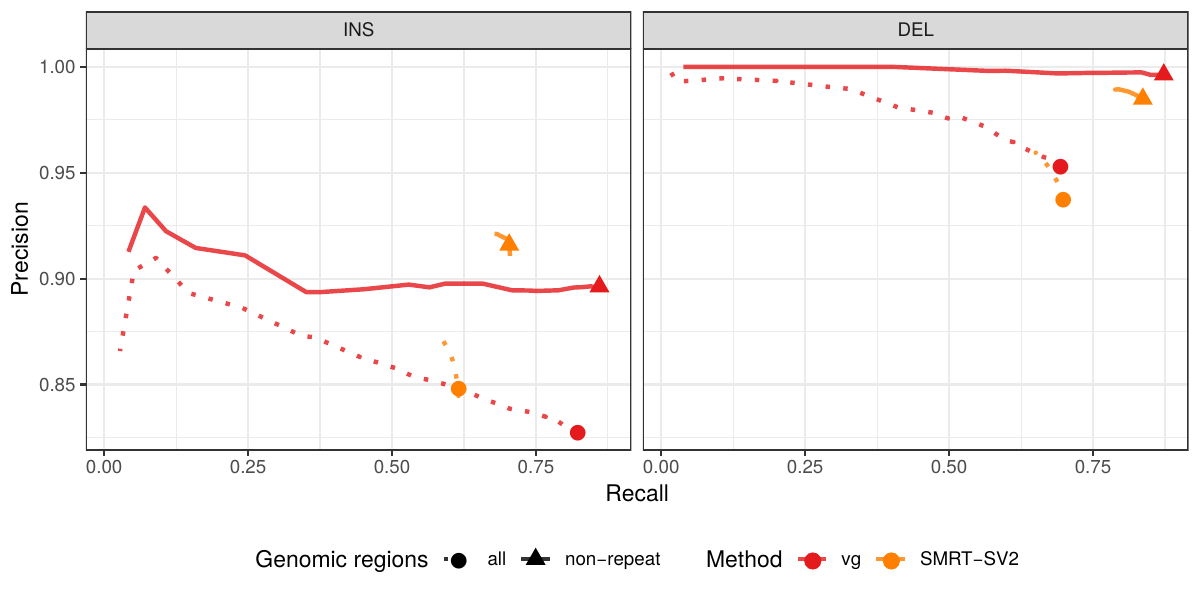 INS DEL
1.00
0.95
0.90
0.85
Precision
0.00 0.25 0.50 0.75 0.00 0.25 0.50 0.75
Recall
Genomic regions all non−repeat Method vg SMRT−SV2